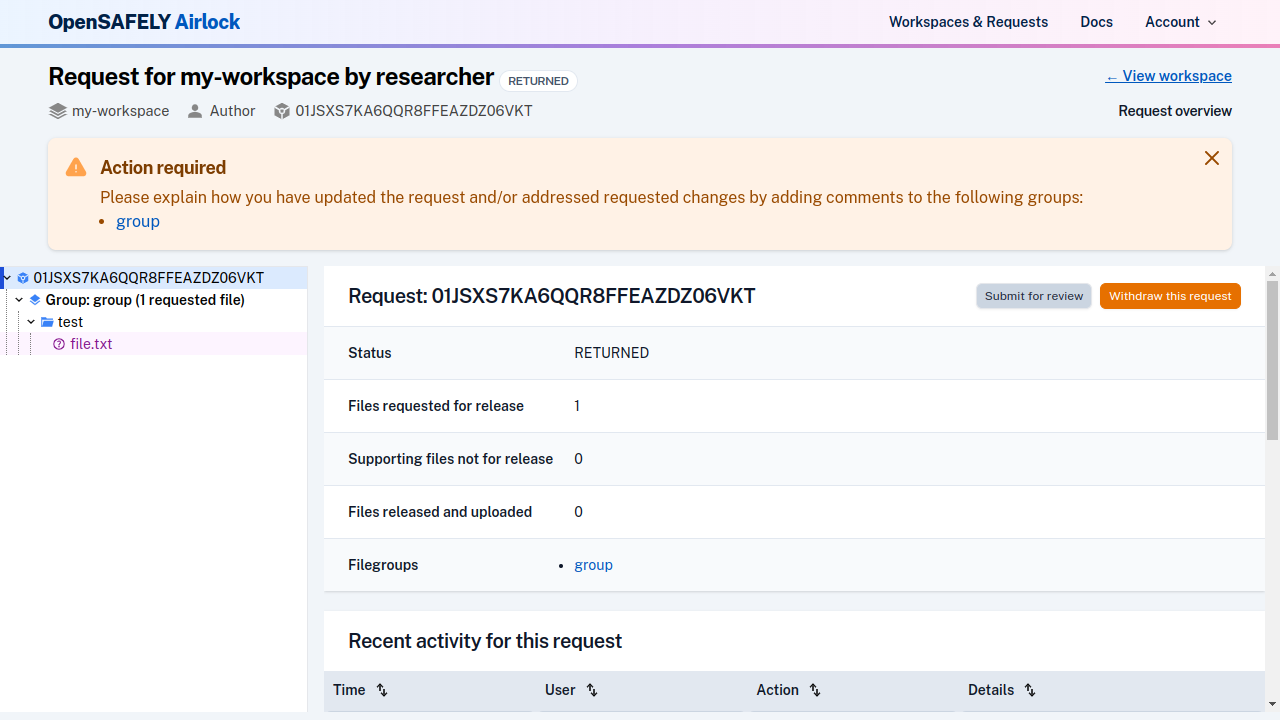 OpenSAFELY Airlock
Workspaces & Requests
Docs
Account
Request for my-workspace by researcher
RETURNED
← View workspace
my-workspace
Author
01JSXS7KA6QQR8FFEAZDZ06VKT
Request overview
Action required
Please explain how you have updated the request and/or addressed requested changes by adding comments to the following groups:
• group
01JSXS7KA6QQR8FFEAZDZ06VKT
Group: group (1 requested file)
test
file.txt
Request: 01JSXS7KA6QQR8FFEAZDZ06VKT
Submit for review
Withdraw this request
Status RETURNED
Files requested for release 1
Supporting files not for release 0
Files released and uploaded 0
Filegroups • group
Recent activity for this request
Time User Action Details